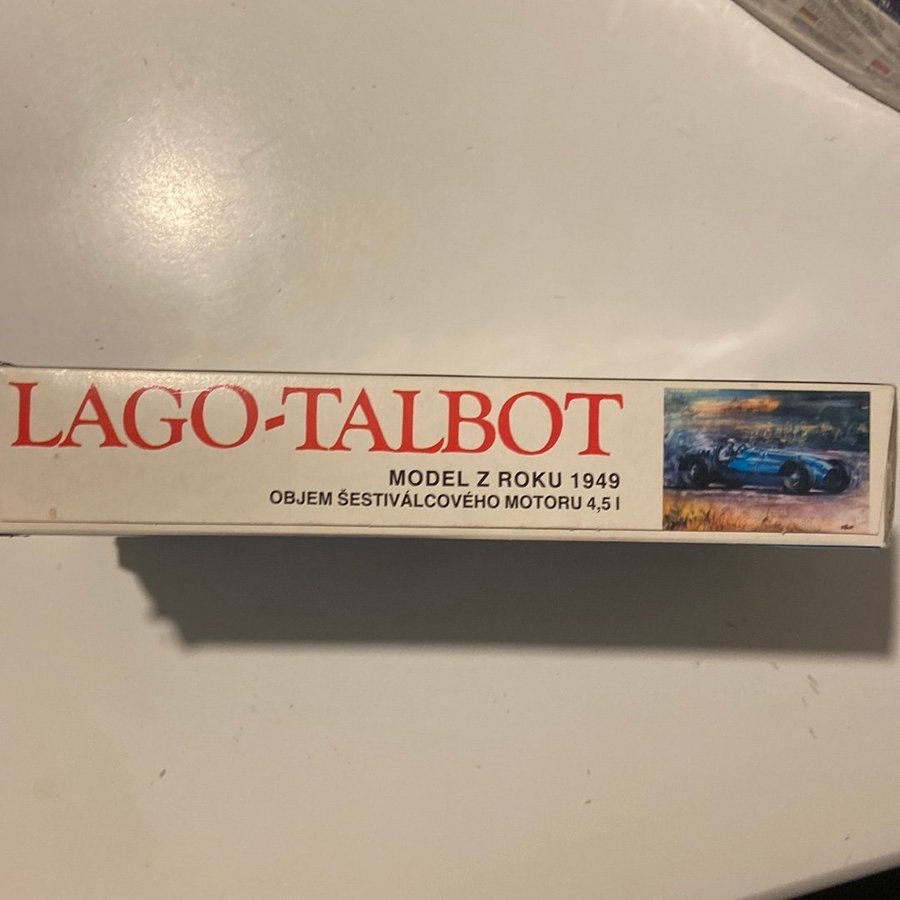 LAGO-TALBOT
MODEL Z ROKU 1949
OBJEM ŠESTIVÁLCOVÉHO MOTORU 4,5 l